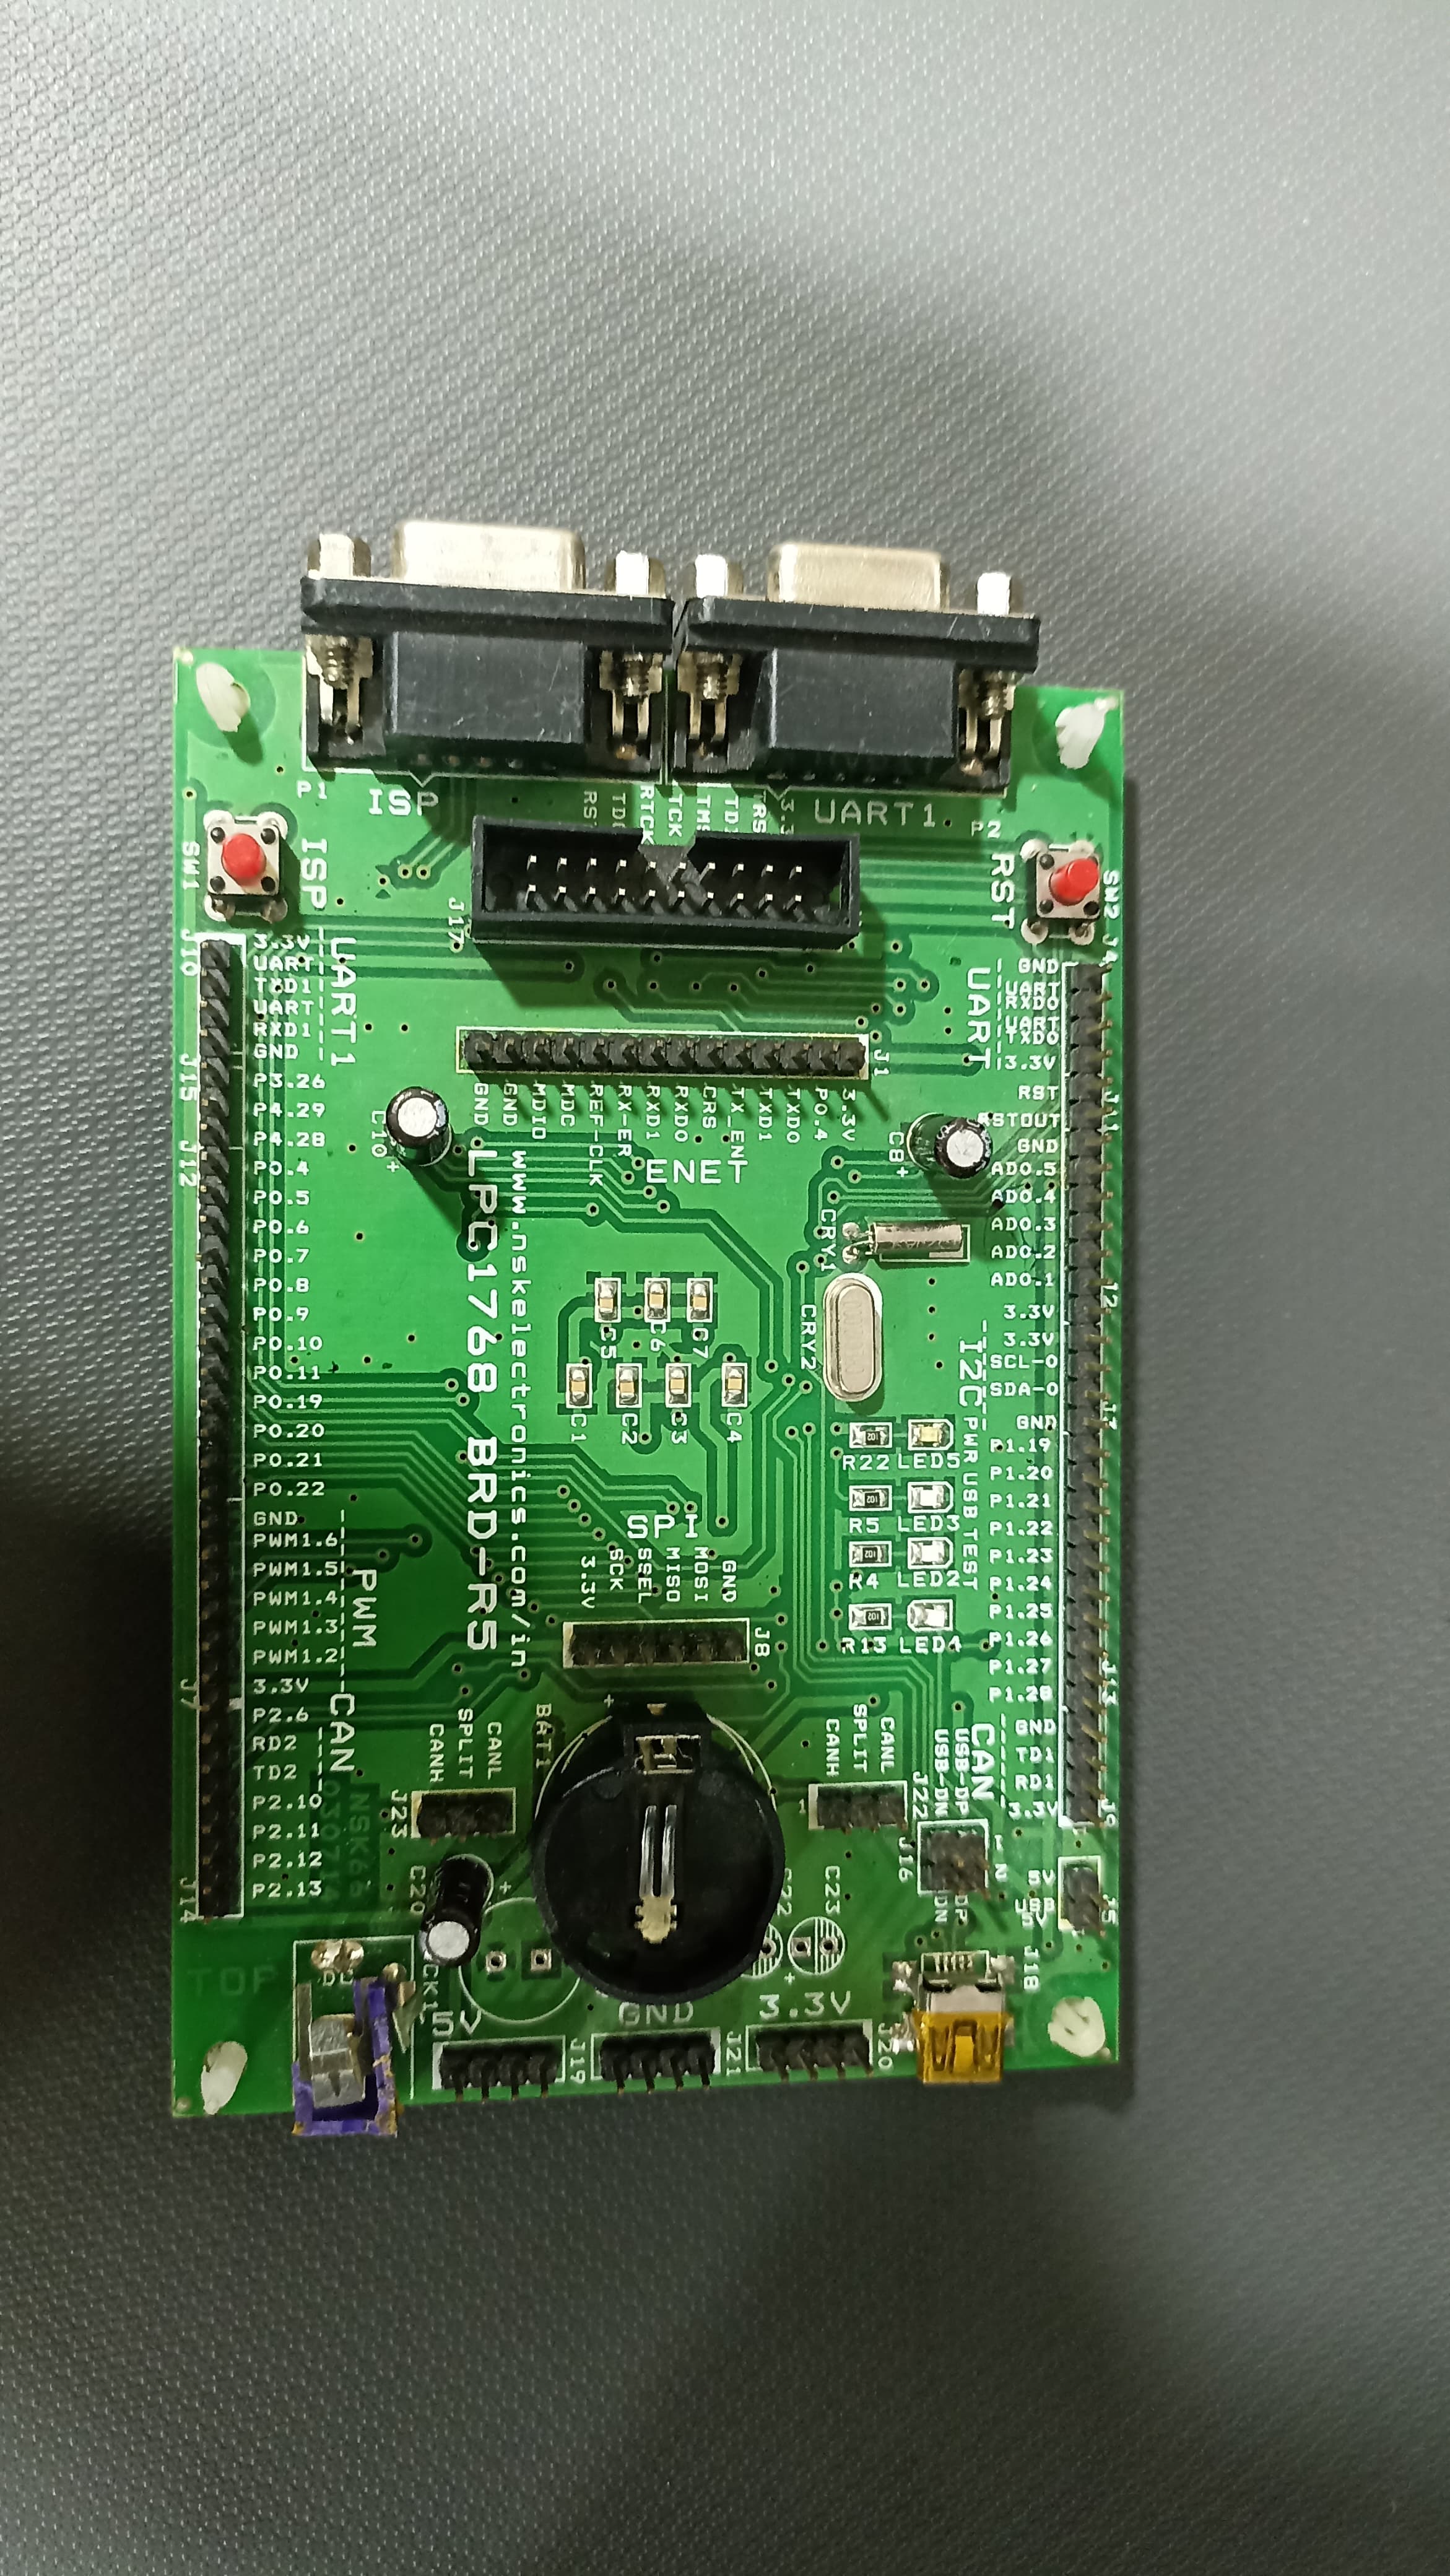 P1
ISP
UART1
P2
RTCK
TCK
SW1
ISP
RST
SW2
J17
J10
3.3V
UART
TXD1
UART
RXD1
GND
UART1
J15
P3.26
P4.29
P4.28
J12
P0.4
P0.5
P0.6
P0.7
P0.8
P0.9
P0.10
P0.11
P0.19
P0.20
P0.21
P0.22
GND
PWM1.6
PWM1.5
PWM1.4
PWM1.3
PWM1.2
PWM
3.3V
J7
P2.6
RD2
TD2
CAN
P2.10
P2.11
P2.12
P2.13
J14
J1
GND
GND
MDIO
MDC
REF-CLK
RX-ER
RXD1
RXD0
CRS
TX_EN
TXD1
TXD0
P0.4
3.3V
ENET
C10+
C8+
LPC1768 BRD-R5
www.nskelectronics.com/in
CRY1
CRY2
C5
C6
C7
C1
C2
C3
C4
R22 LED5
R5 LED3
R4 LED2
R13 LED4
PWR USB TEST
SPI
3.3V
SCK
SSEL
MISO
MOSI
GND
J8
UART
GND
UART
RXD0
UART
TXD0
3.3V
RST
RSTOUT
GND
AD0.5
AD0.4
AD0.3
AD0.2
AD0.1
3.3V
3.3V
SCL-0
SDA-0
GND
I2C
P1.19
P1.20
P1.21
P1.22
P1.23
P1.24
P1.25
P1.26
P1.27
P1.28
J13
GND
TD1
RD1
3.3V
CAN
J9
USB-DP
USB-DN
BAT1
CANH
SPLIT
CANL
J23
CANH
SPLIT
CANL
J22
J16
1
2
5V
USB
5V
J5
DN
DP
C20
C22
C23
J18
TOP
5V
GND
3.3V
J19
J21
J20